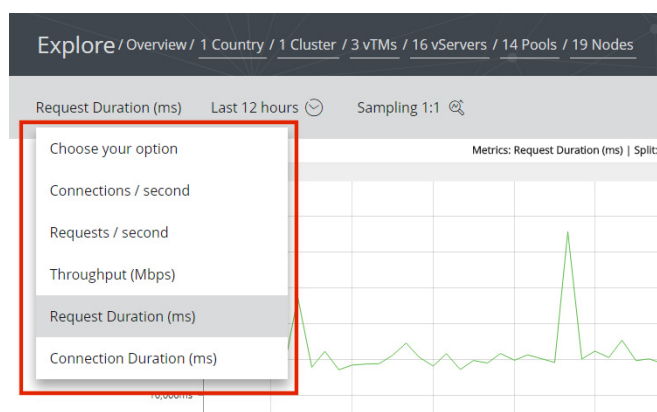 Explore / Overview / 1 Country / 1 Cluster / 3 vTMs / 16 vServers / 14 Pools / 19 Nodes
Request Duration (ms) Last 12 hours Sampling 1:1
Metrics: Request Duration (ms) | Split:
Choose your option
Connections / second
Requests / second
Throughput (Mbps)
Request Duration (ms)
Connection Duration (ms)